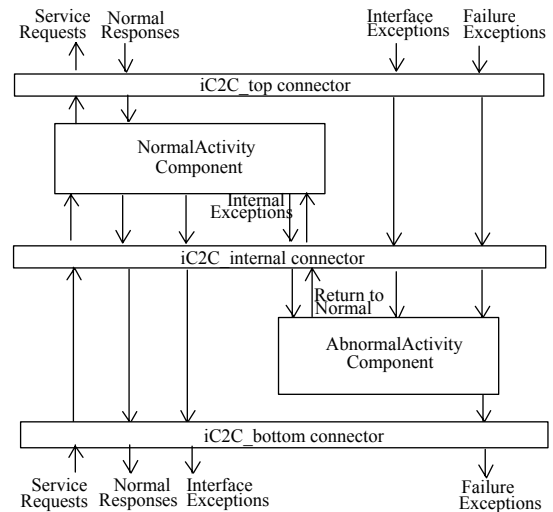 Service
Requests
Normal
Responses
Interface
Exceptions
Failure
Exceptions
iC2C_top connector
NormalActivity
Component
Internal
Exceptions
iC2C_internal connector
Return to
Normal
AbnormalActivity
Component
iC2C_bottom connector
Service
Requests
Normal
Responses
Interface
Exceptions
Failure
Exceptions